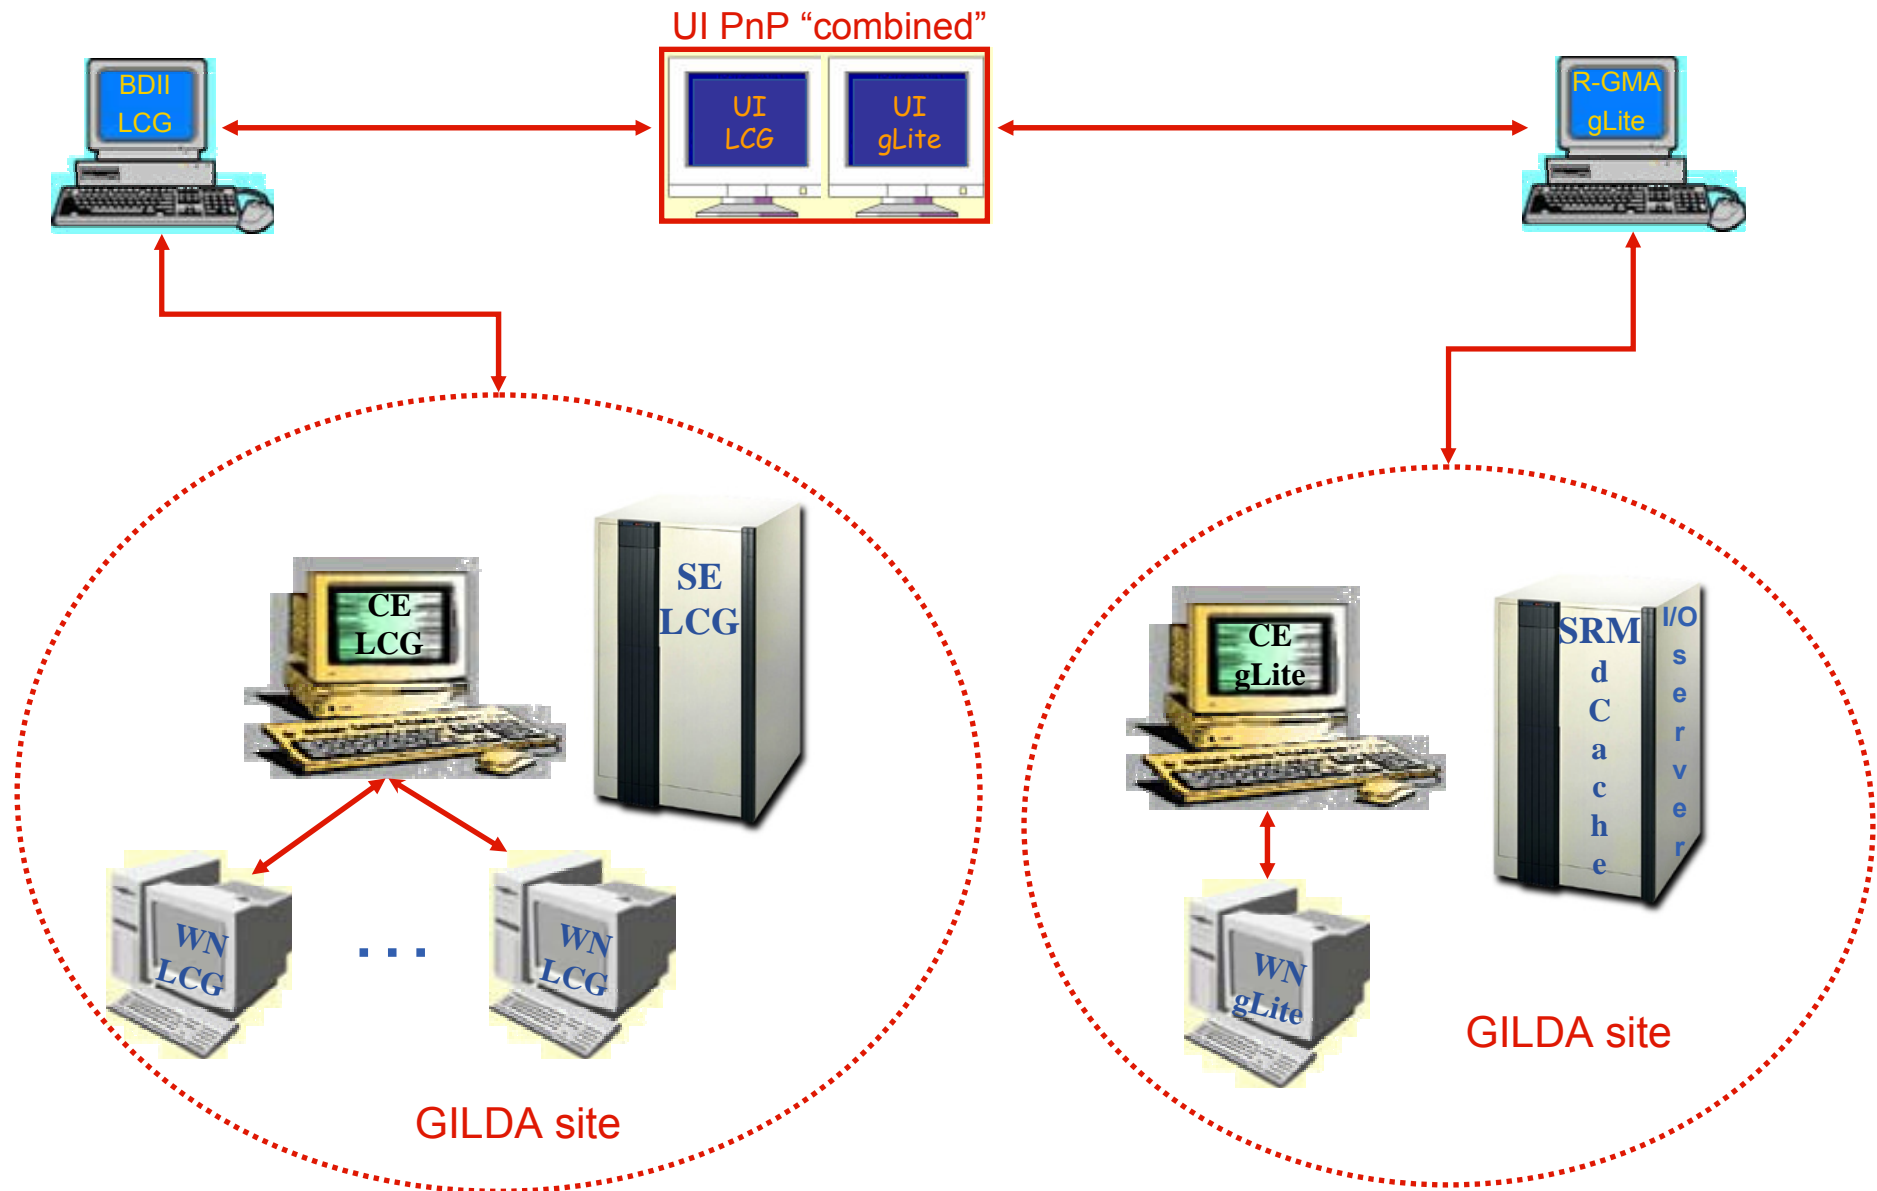 UI PnP “combined”
BDII
LCG
UI
LCG
UI
gLite
R-GMA
gLite
CE
LCG
SE
LCG
WN
LCG
. . .
WN
LCG
GILDA site
CE
gLite
SRM
d
C
a
c
h
e
I/O
s
e
r
v
e
r
WN
gLite
GILDA site